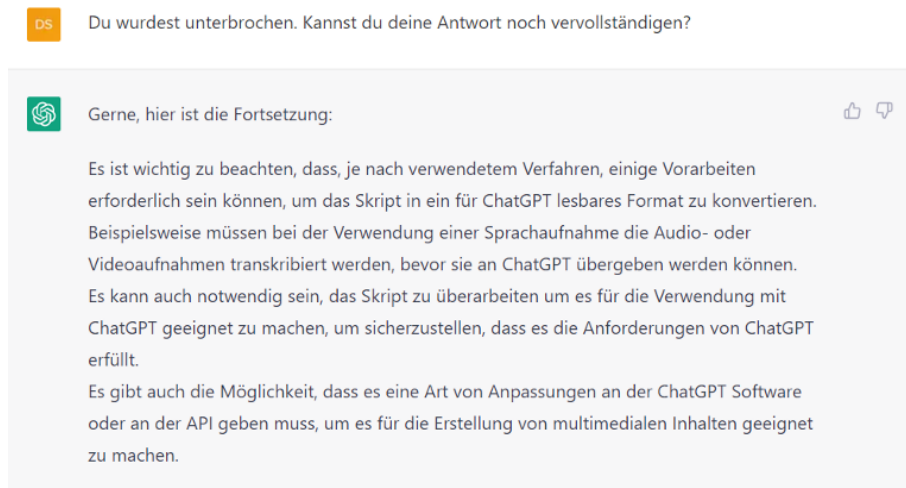 DS
Du wurdest unterbrochen. Kannst du deine Antwort noch vervollständigen?
Gerne, hier ist die Fortsetzung:
Es ist wichtig zu beachten, dass, je nach verwendetem Verfahren, einige Vorarbeiten
erforderlich sein können, um das Skript in ein für ChatGPT lesbares Format zu konvertieren.
Beispielsweise müssen bei der Verwendung einer Sprachaufnahme die Audio- oder
Videoaufnahmen transkribiert werden, bevor sie an ChatGPT übergeben werden können.
Es kann auch notwendig sein, das Skript zu überarbeiten um es für die Verwendung mit
ChatGPT geeignet zu machen, um sicherzustellen, dass es die Anforderungen von ChatGPT
erfüllt.
Es gibt auch die Möglichkeit, dass es eine Art von Anpassungen an der ChatGPT Software
oder an der API geben muss, um es für die Erstellung von multimedialen Inhalten geeignet
zu machen.